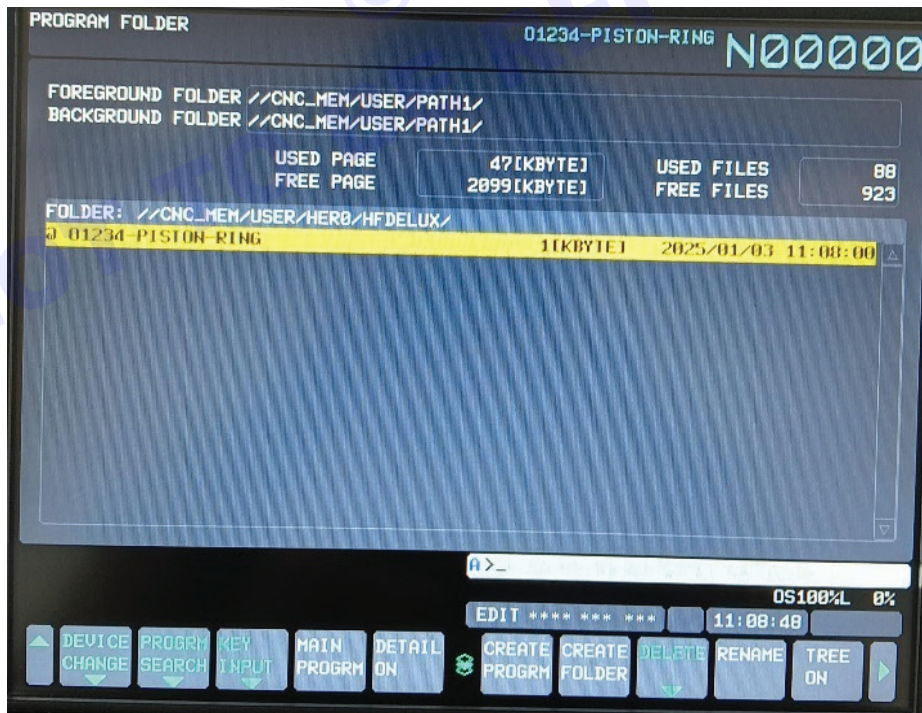 PROGRAM FOLDER
01234-PISTON-RING N00000
FOREGROUND FOLDER //CNC_MEM/USER/PATH1/
BACKGROUND FOLDER //CNC_MEM/USER/PATH1/
USED PAGE 47[KBYTE] USED FILES 88
FREE PAGE 2099[KBYTE] FREE FILES 923
FOLDER: //CNC_MEM/USER/HER0/HFDELUX/
@ 01234-PISTON-RING 1[KBYTE] 2025/01/03 11:08:00
A>_
OS100%L 0%
EDIT **** *** *** 11:08:48
DEVICE CHANGE
PROGRM SEARCH
KEY INPUT
MAIN PROGRM
DETAIL ON
CREATE PROGRM
CREATE FOLDER
DELETE
RENAME
TREE ON